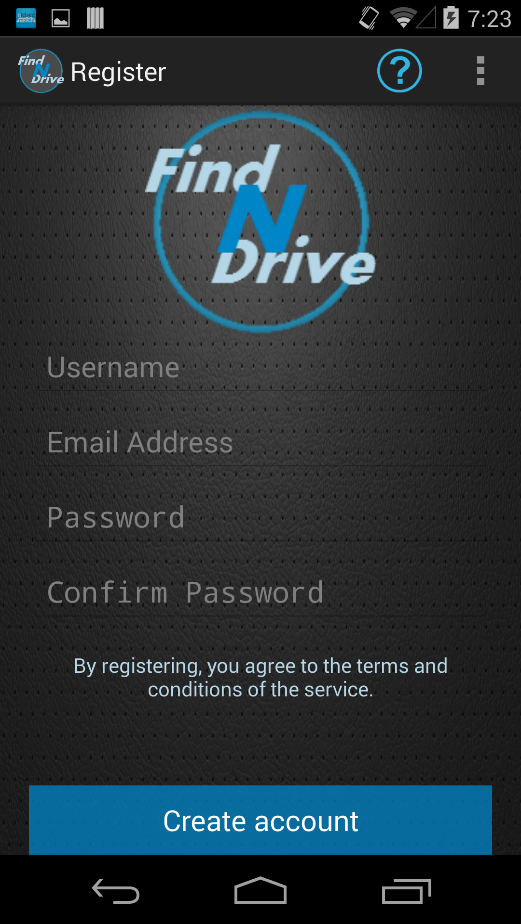 7:23
Find
N
Drive
Register
?
Find
N
Drive
Username
Email Address
Password
Confirm Password
By registering, you agree to the terms and
conditions of the service.
Create account